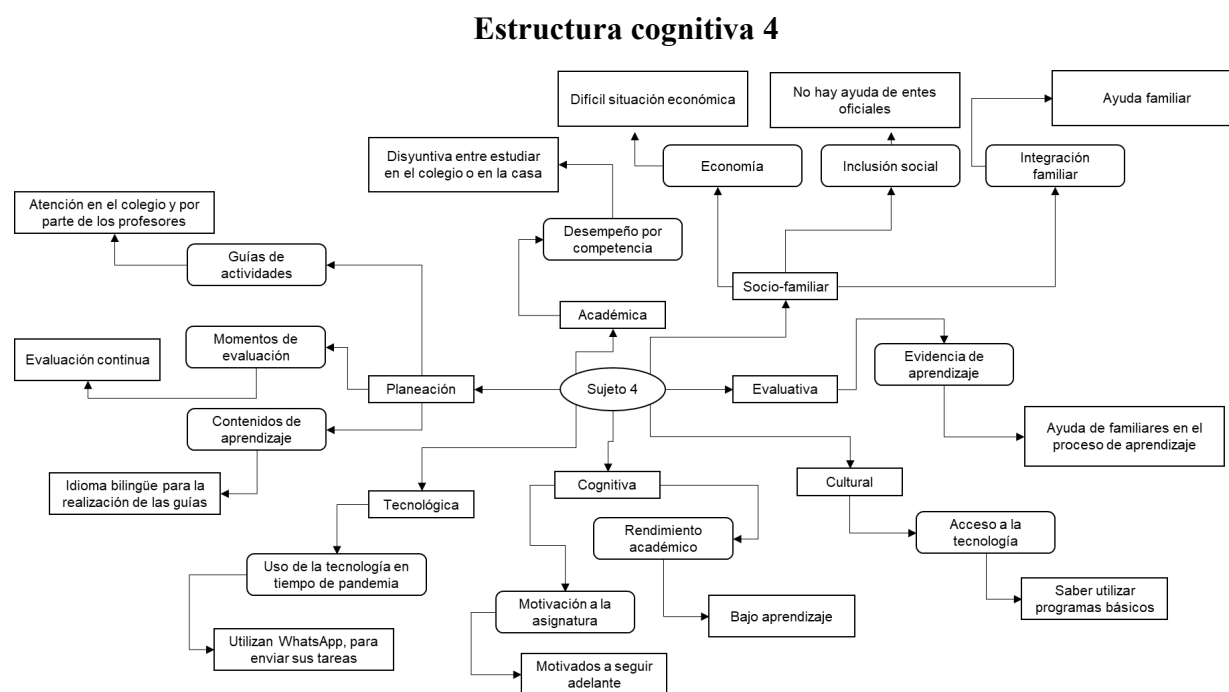 Estructura cognitiva 4
Difícil situación económica
No hay ayuda de entes
oficiales
Ayuda familiar
Disyuntiva entre estudiar
en el colegio o en la casa
Economía
Inclusión social
Integración
familiar
Atención en el colegio y por
parte de los profesores
Desempeño por
competencia
Guías de
actividades
Socio-familiar
Académica
Momentos de
evaluación
Evaluación continua
Evidencia de
aprendizaje
Planeación
Sujeto 4
Evaluativa
Contenidos de
aprendizaje
Ayuda de familiares en el
proceso de aprendizaje
Idioma bilingüe para la
realización de las guías
Tecnológica
Cognitiva
Cultural
Rendimiento
académico
Acceso a la
tecnología
Uso de la tecnología en
tiempo de pandemia
Motivación a la
asignatura
Bajo aprendizaje
Saber utilizar
programas básicos
Utilizan WhatsApp, para
enviar sus tareas
Motivados a seguir
adelante